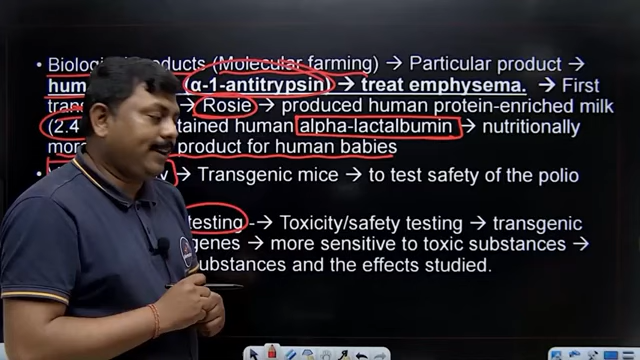 • Biological Products (Molecular farming) → Particular product →
hum (α-1-antitrypsin) → treat emphysema. → First
tran Rosie → produced human protein-enriched milk
(2.4 tained human alpha-lactalbumin → nutritionally
more product for human babies
• → Transgenic mice → to test safety of the polio
testing → Toxicity/safety testing → transgenic
genes → more sensitive to toxic substances →
substances and the effects studied.